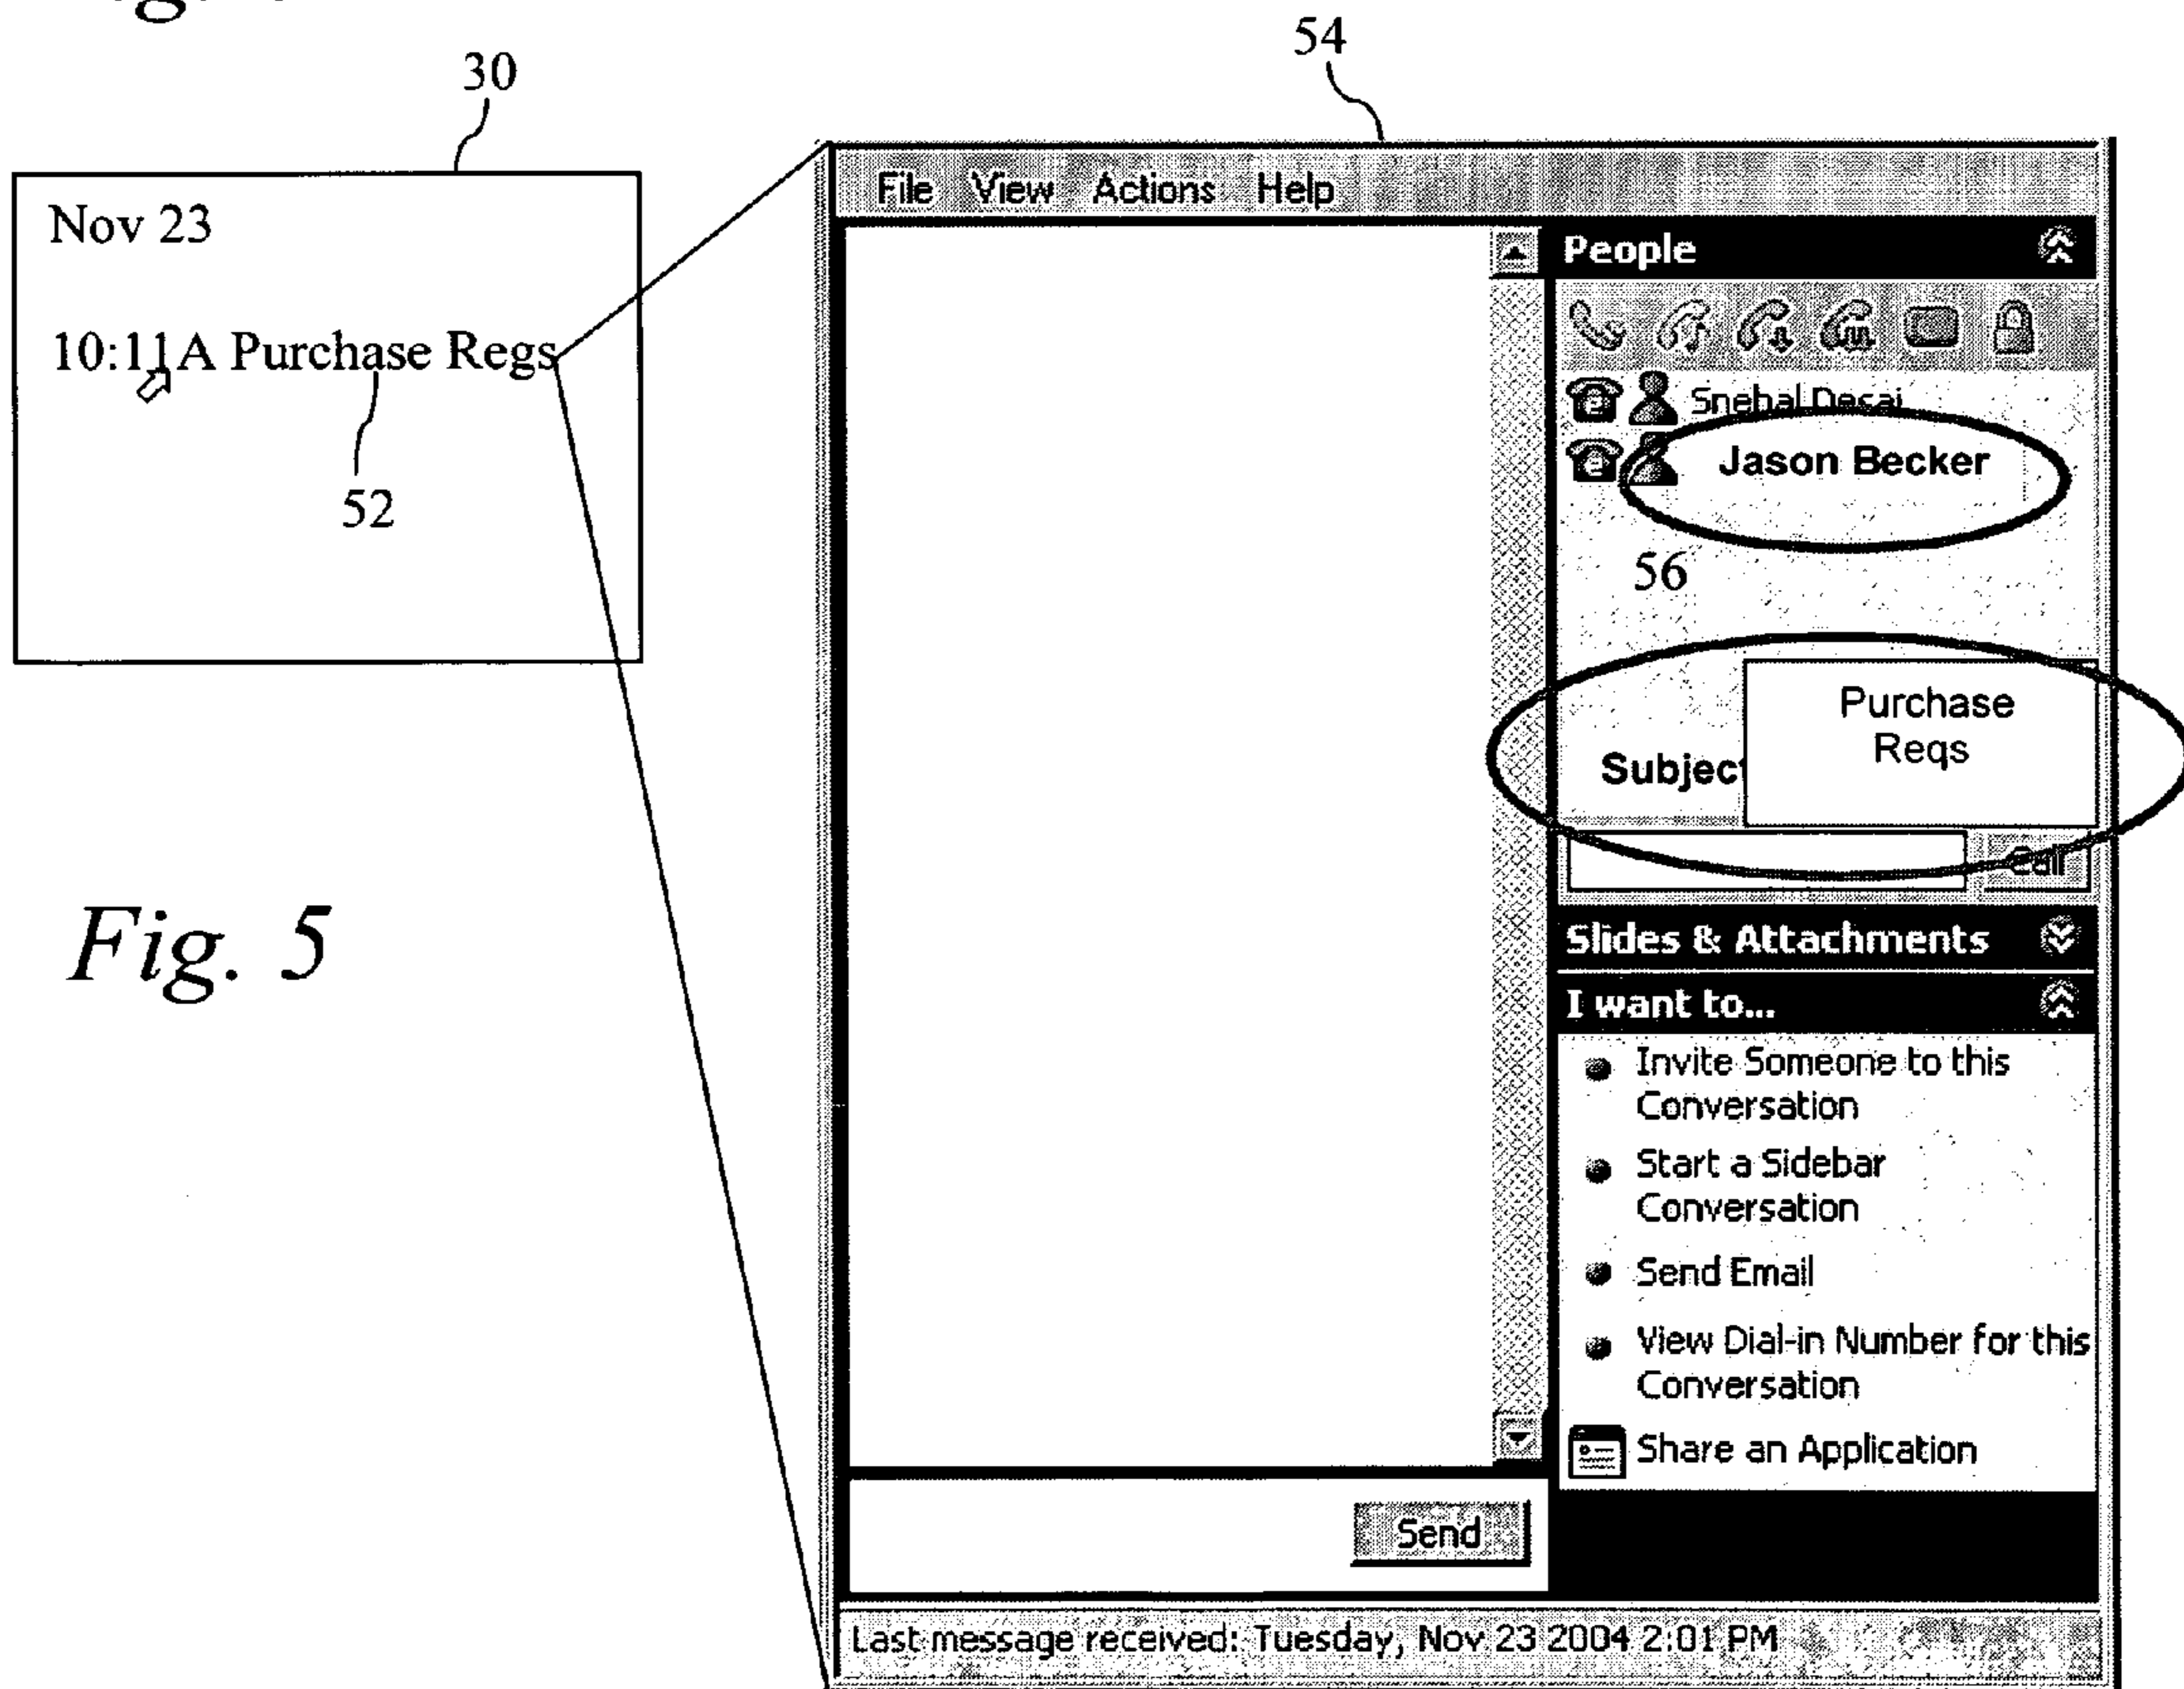 54
30
Nov 23
10:11A Purchase Regs
52
File View Actions Help
People
Snehal Desai
Jason Becker
56
Purchase
Reqs
Subject
Call
Slides & Attachments
I want to...
Invite Someone to this
Conversation
Start a Sidebar
Conversation
Send Email
View Dial-in Number for this
Conversation
Share an Application
Send
Last message received: Tuesday, Nov 23 2004 2:01 PM
Fig. 5